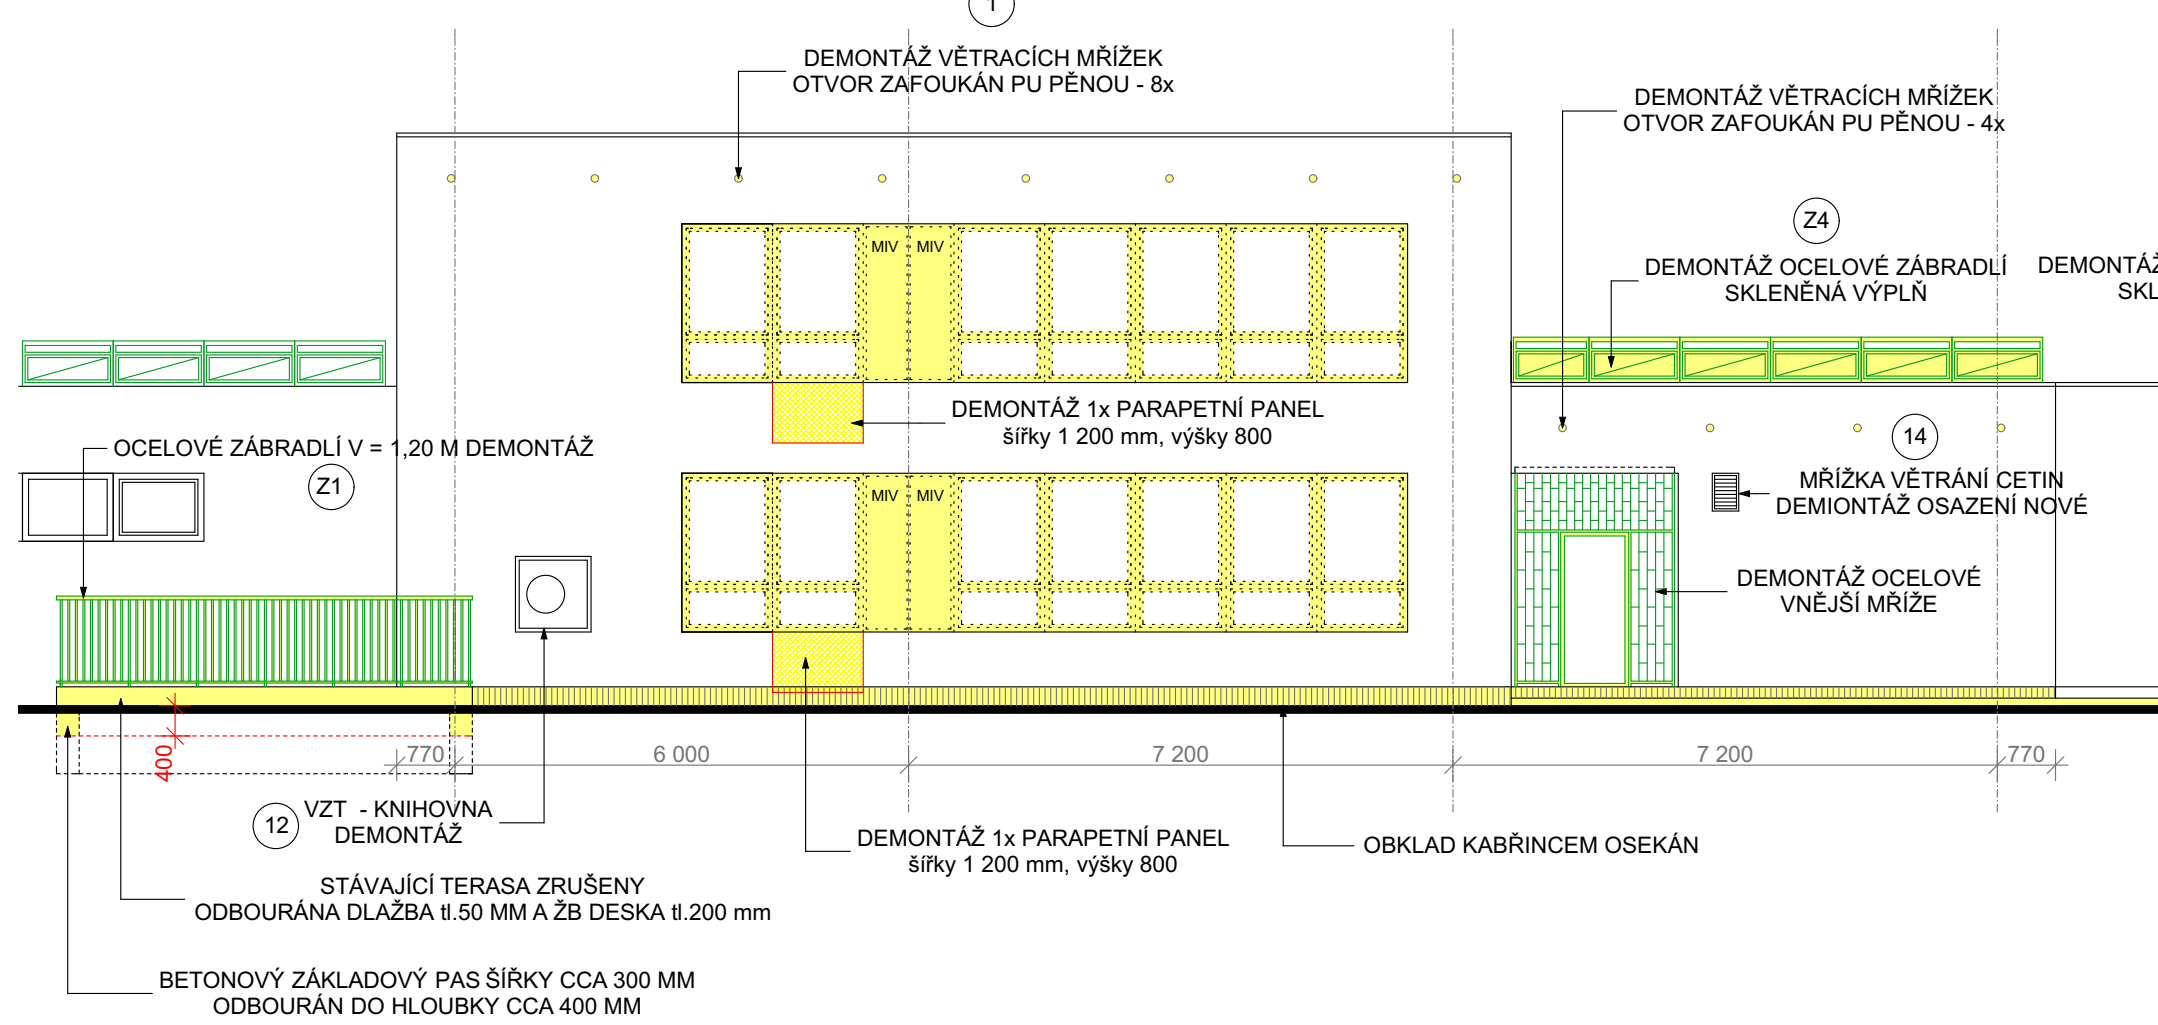 1
DEMONTÁŽ VĚTRACÍCH MŘÍŽEK
OTVOR ZAFOUKÁN PU PĚNOU - 8x
DEMONTÁŽ VĚTRACÍCH MŘÍŽEK
OTVOR ZAFOUKÁN PU PĚNOU - 4x
Z4
DEMONTÁŽ OCELOVÉ ZÁBRADLÍ
SKLENĚNÁ VÝPLŇ
DEMONTÁŽ
SKL
MIV MIV
DEMONTÁŽ 1x PARAPETNÍ PANEL
šířky 1 200 mm, výšky 800
OCELOVÉ ZÁBRADLÍ V = 1,20 M DEMONTÁŽ
Z1
14
MŘÍŽKA VĚTRÁNÍ CETIN
DEMIONTÁŽ OSAZENÍ NOVÉ
MIV MIV
DEMONTÁŽ OCELOVÉ
VNĚJŠÍ MŘÍŽE
400
770
6 000
7 200
7 200
770
12
VZT - KNIHOVNA
DEMONTÁŽ
DEMONTÁŽ 1x PARAPETNÍ PANEL
šířky 1 200 mm, výšky 800
OBKLAD KABŘINCEM OSEKÁN
STÁVAJÍCÍ TERASA ZRUŠENY
ODBOURÁNA DLAŽBA tl.50 MM A ŽB DESKA tl.200 mm
BETONOVÝ ZÁKLADOVÝ PAS ŠÍŘKY CCA 300 MM
ODBOURÁN DO HLOUBKY CCA 400 MM